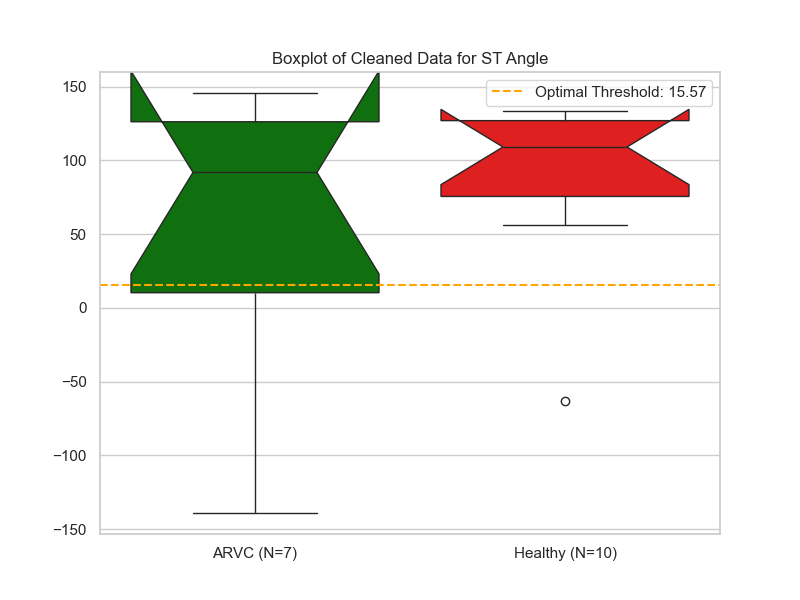 Boxplot of Cleaned Data for ST Angle
Optimal Threshold: 15.57
150
100
50
0
−50
−100
−150
ARVC (N=7)
Healthy (N=10)